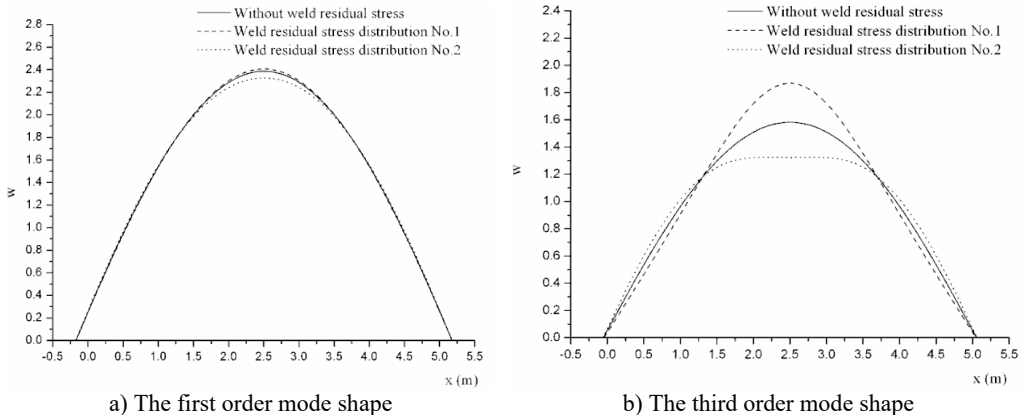 Without weld residual stress
Weld residual stress distribution No.1
Weld residual stress distribution No.2
2.8
2.6
2.4
2.2
2.0
1.8
1.6
1.4
1.2
1.0
0.8
0.6
0.4
0.2
0.0
w
-0.5 0.0 0.5 1.0 1.5 2.0 2.5 3.0 3.5 4.0 4.5 5.0 5.5
x (m)
a) The first order mode shape
Without weld residual stress
Weld residual stress distribution No.1
Weld residual stress distribution No.2
2.4
2.2
2.0
1.8
1.6
1.4
1.2
1.0
0.8
0.6
0.4
0.2
0.0
w
-0.5 0.0 0.5 1.0 1.5 2.0 2.5 3.0 3.5 4.0 4.5 5.0 5.5
x (m)
b) The third order mode shape